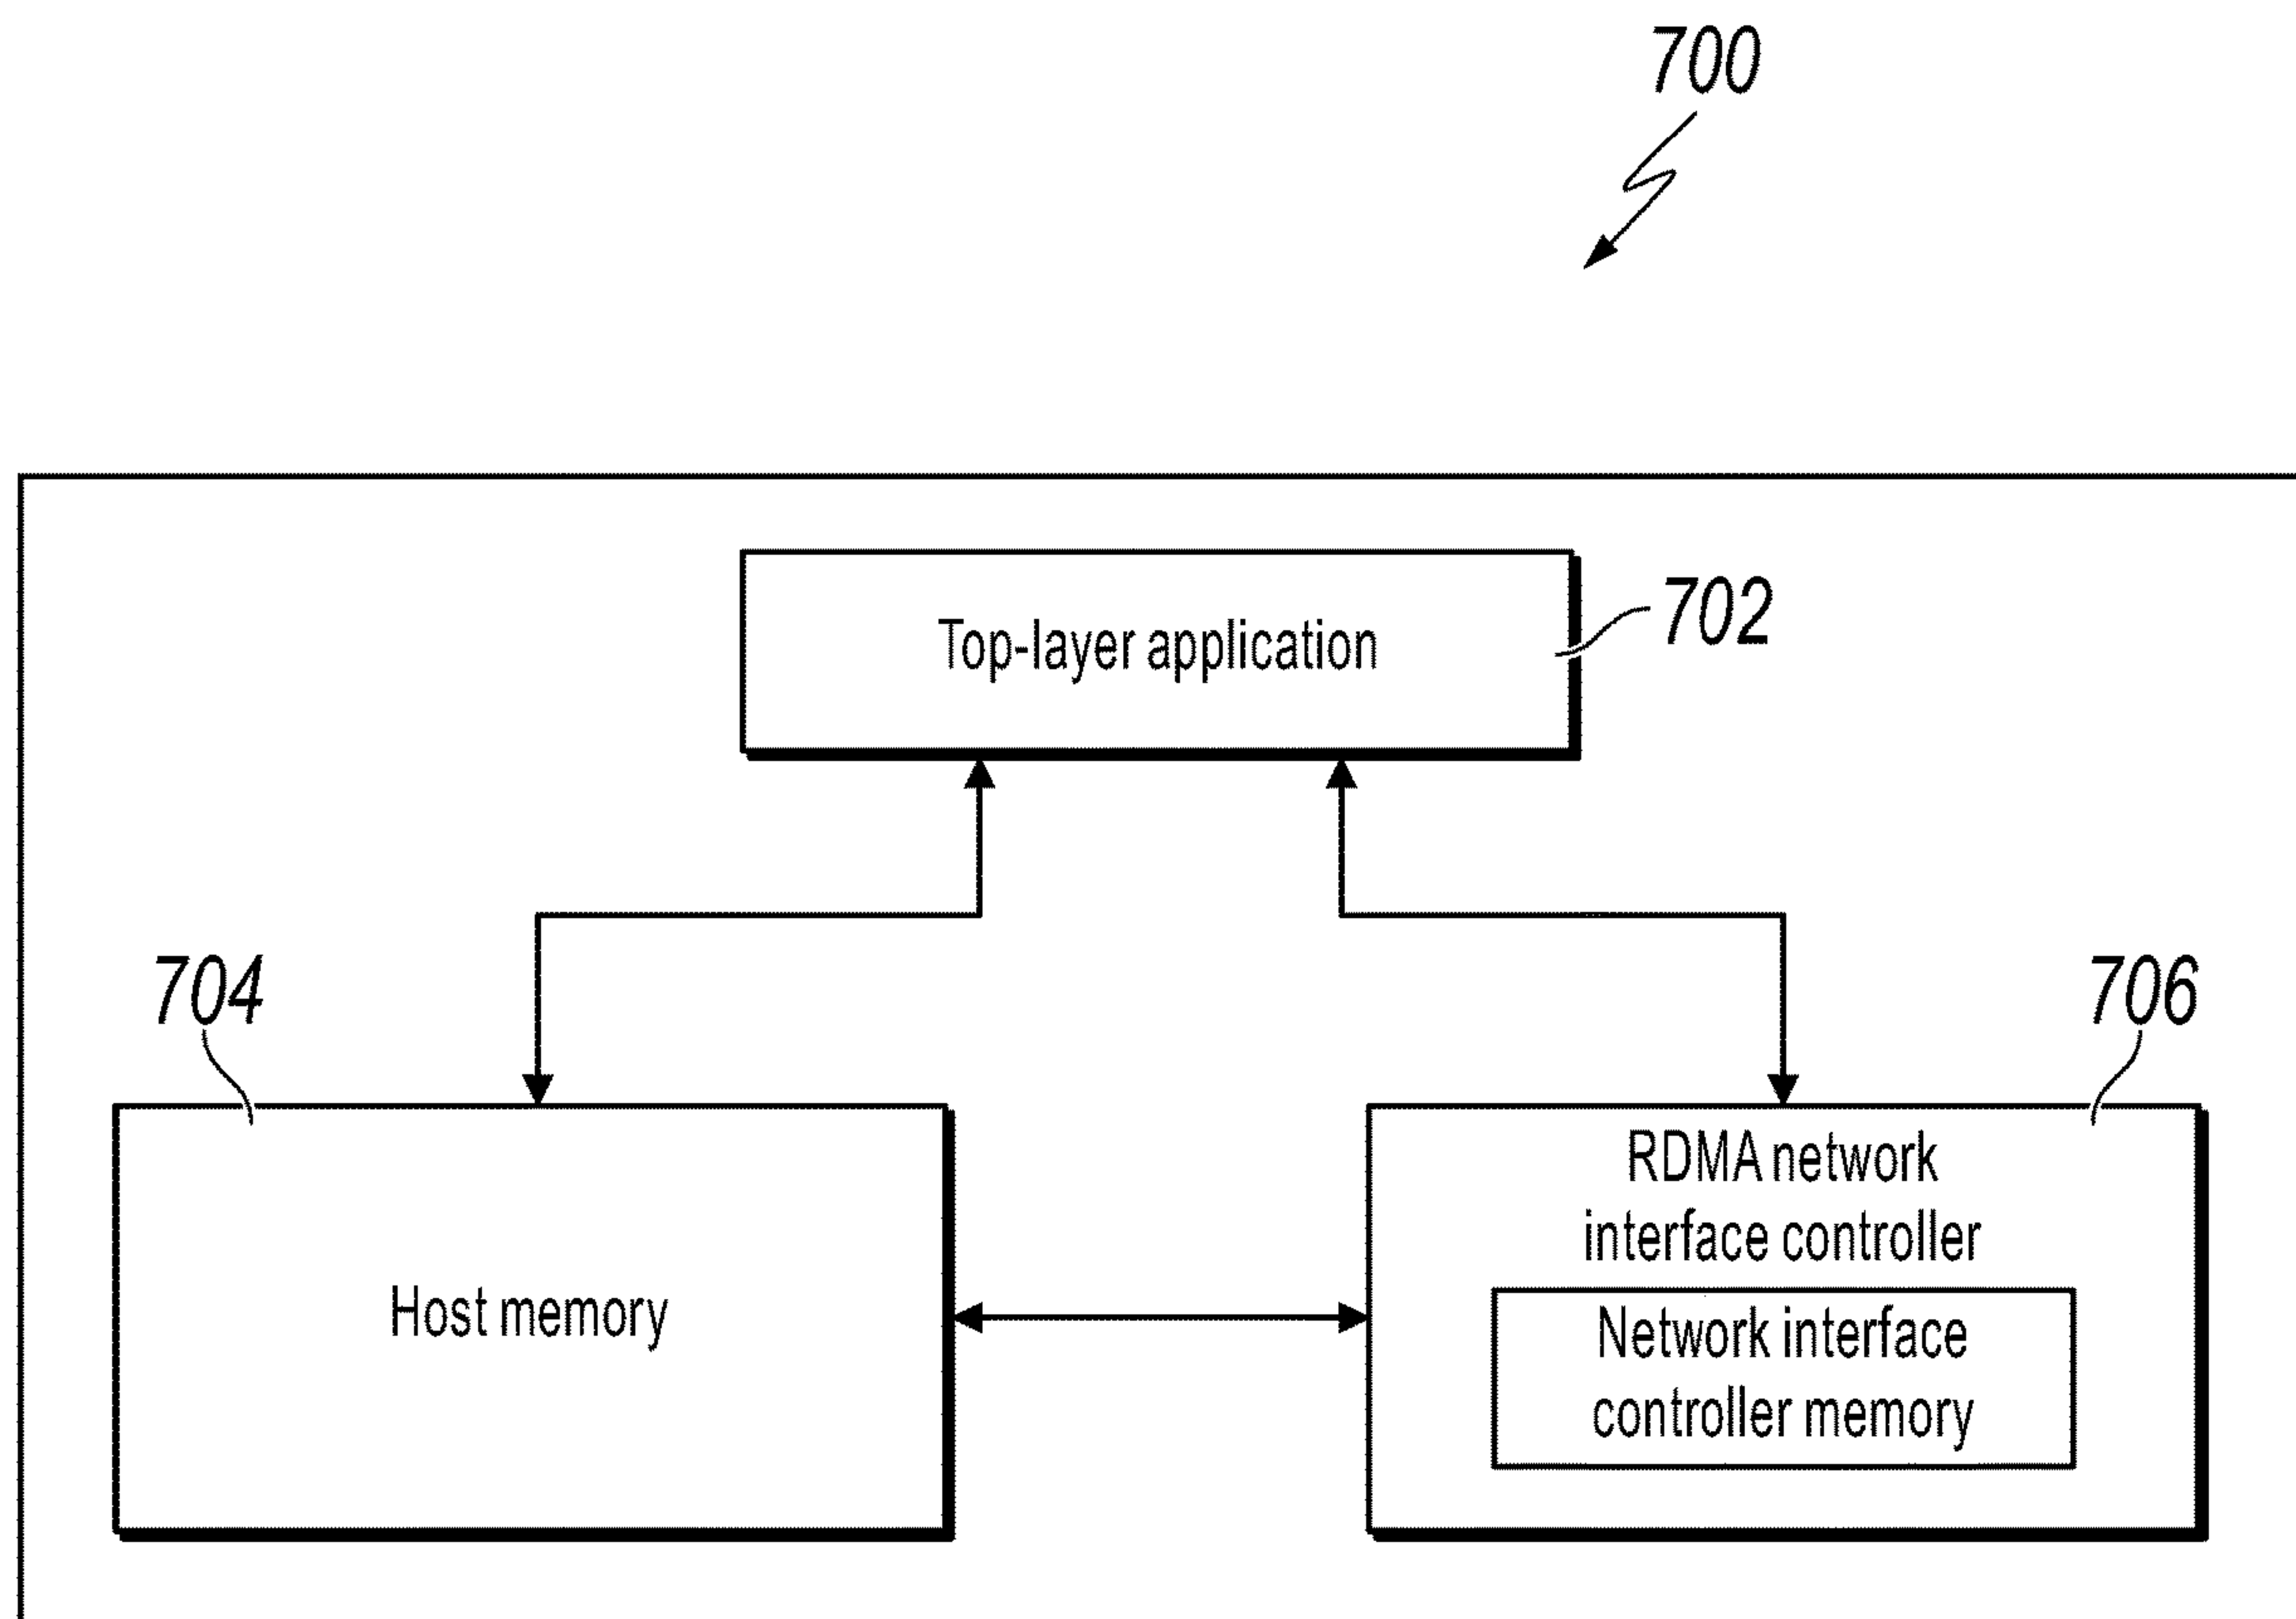 700
Top-layer application
702
704
706
Host memory
RDMA network
interface controller
Network interface
controller memory